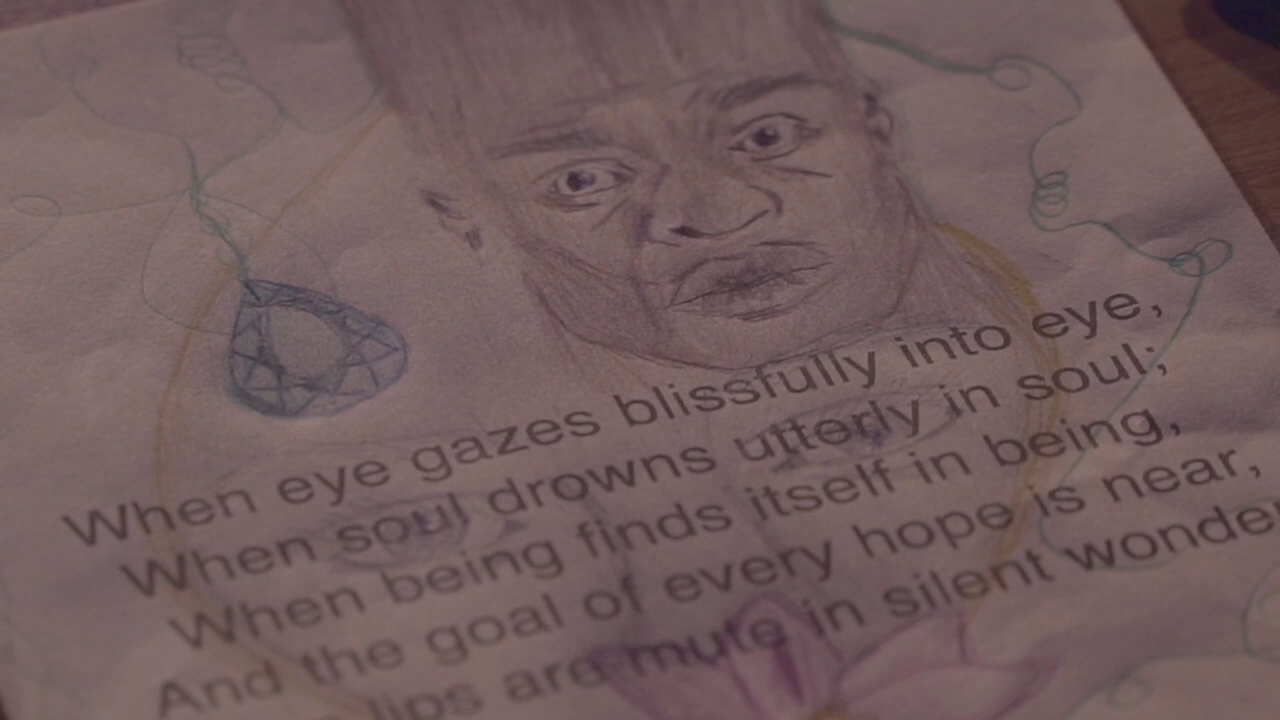 When eye gazes blissfully into eye,
When soul drowns utterly in soul;
When being finds itself in being,
And the goal of every hope is near,
lips are mute in silent wonder